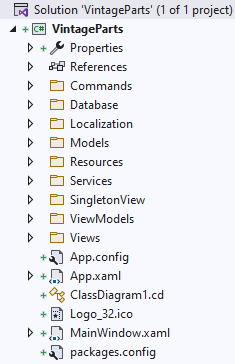 Solution 'VintageParts' (1 of 1 project)
VintageParts
Properties
References
Commands
Database
Localization
Models
Resources
Services
SingletonView
ViewModels
Views
App.config
App.xaml
ClassDiagram1.cd
Logo_32.ico
MainWindow.xaml
packages.config